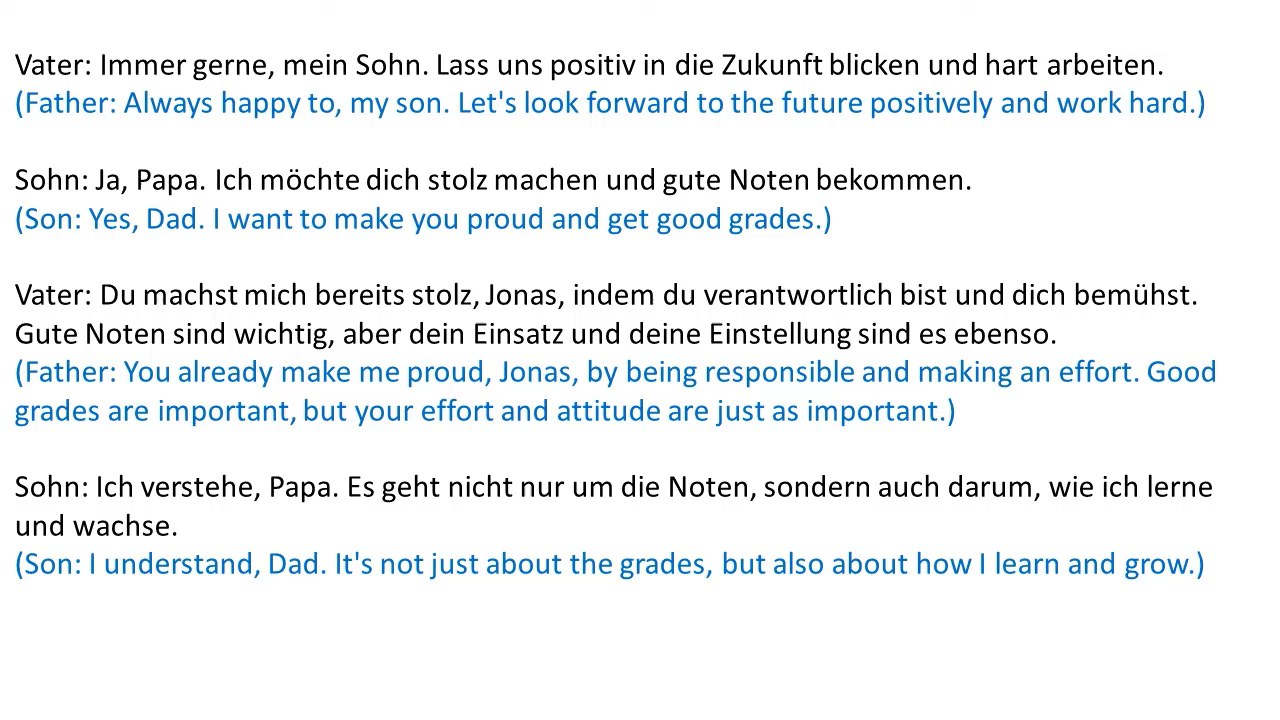 Vater: Immer gerne, mein Sohn. Lass uns positiv in die Zukunft blicken und hart arbeiten.
(Father: Always happy to, my son. Let's look forward to the future positively and work hard.)
Sohn: Ja, Papa. Ich möchte dich stolz machen und gute Noten bekommen.
(Son: Yes, Dad. I want to make you proud and get good grades.)
Vater: Du machst mich bereits stolz, Jonas, indem du verantwortlich bist und dich bemühst.
Gute Noten sind wichtig, aber dein Einsatz und deine Einstellung sind es ebenso.
(Father: You already make me proud, Jonas, by being responsible and making an effort. Good
grades are important, but your effort and attitude are just as important.)
Sohn: Ich verstehe, Papa. Es geht nicht nur um die Noten, sondern auch darum, wie ich lerne
und wachse.
(Son: I understand, Dad. It's not just about the grades, but also about how I learn and grow.)